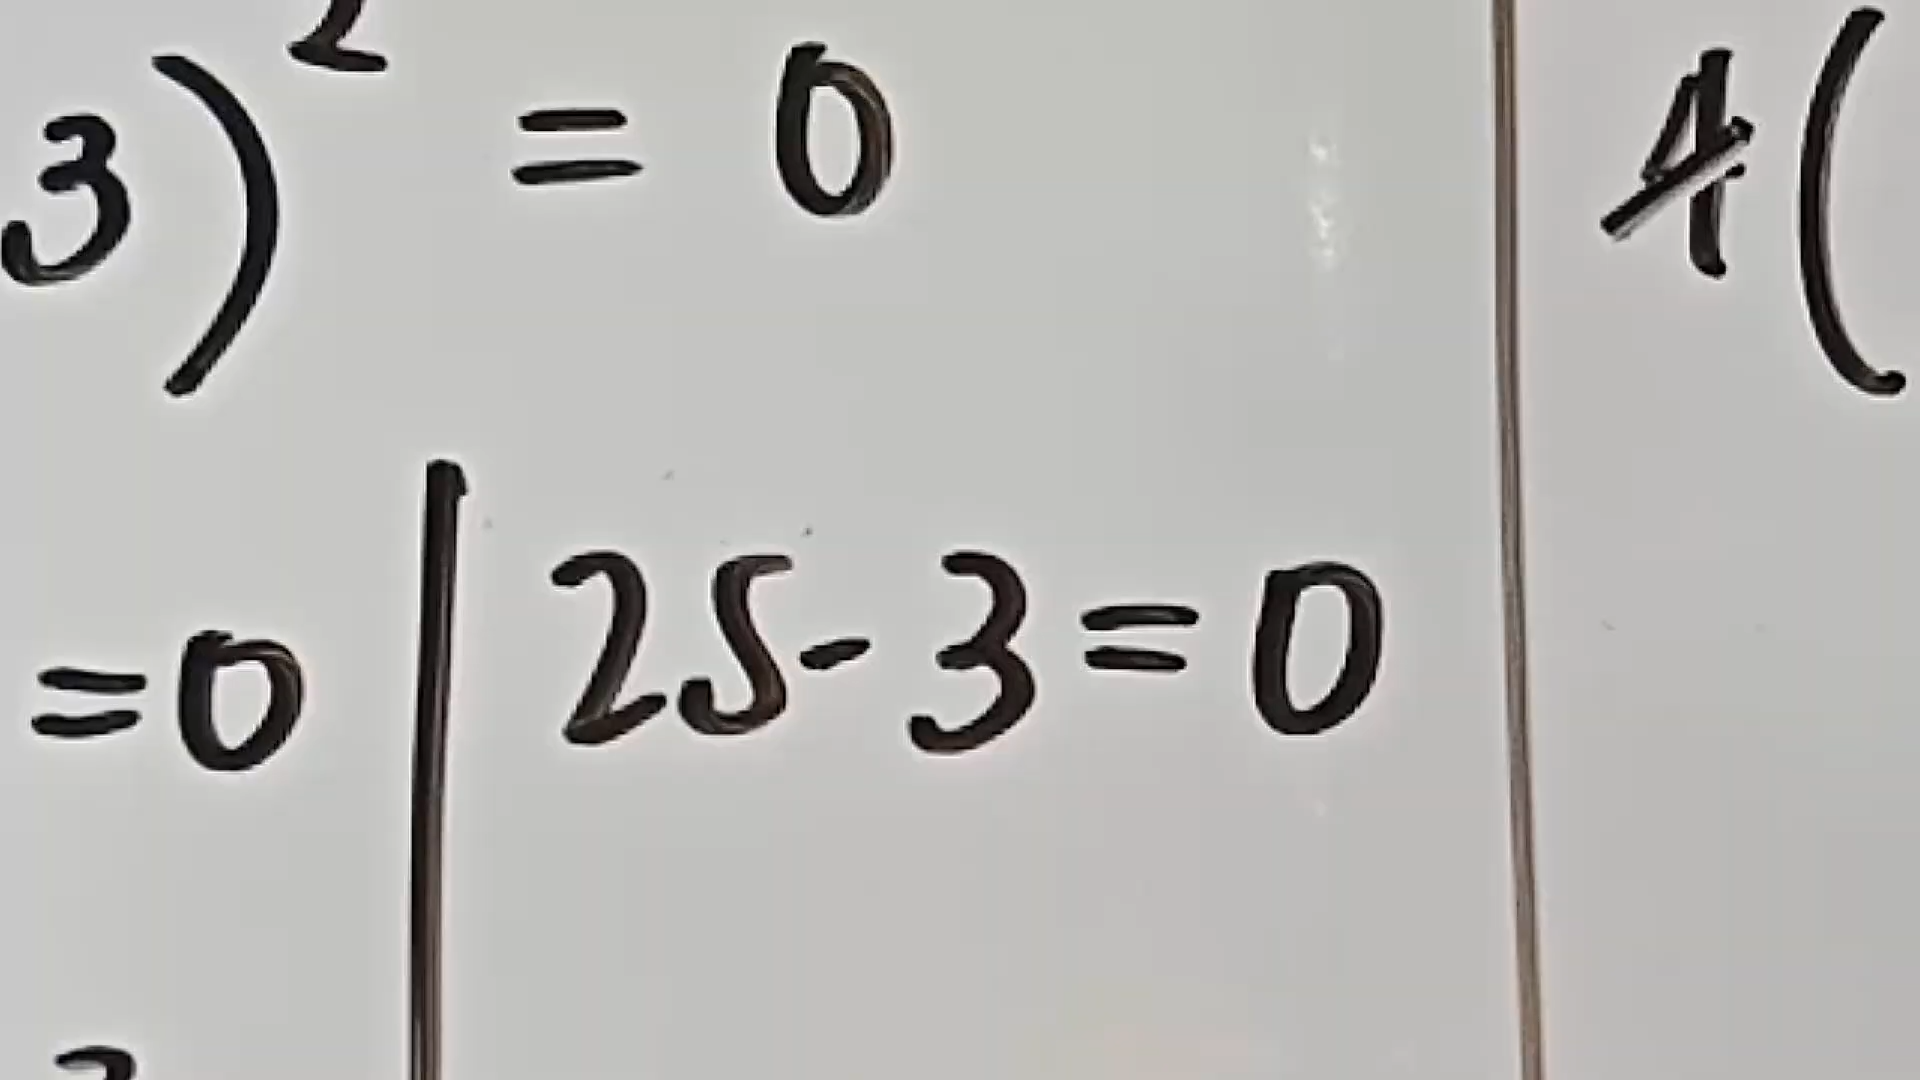 3)² = 0
4(
= 0 | 2S - 3 = 0